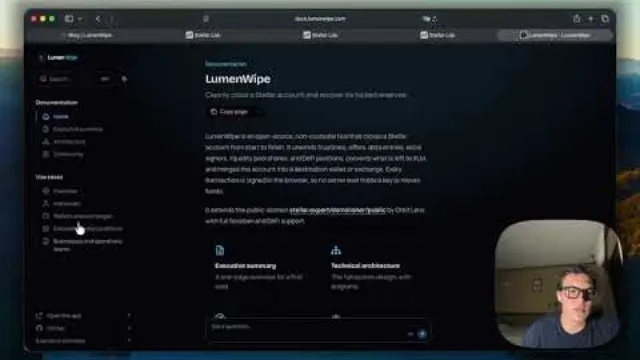 docs.lumenwipe.com
Blog | LumenWipe
Stellar Lab
Stellar Lab
Stellar Lab
LumenWipe - LumenWipe
LumenWipe
Search...
Documentation
Home
Executive summary
Architecture
Community
Use cases
Overview
Individuals
Wallets and exchanges
Businesses and operations
teams
Open the app
GitHub
Documentation
LumenWipe
Cleanly close a Stellar account and recover its locked reserves.
Copy page
LumenWipe is an open-source, non-custodial tool that closes a Stellar
account from start to finish. It unwinds trustlines, offers, data entries, extra
signers, liquidity pool shares, and DeFi positions, converts what is left to XLM,
and merges the account into a destination wallet or exchange. Every
transaction is signed in the browser, so no server ever holds a key or moves
funds.
It extends the public-domain stellar.expert/demolisher/public by Orbit Lens
with full Soroban and DeFi support.
Executive summary
A one-page overview for a first
read.
Technical architecture
The full system design, with
diagrams.
Ask a question...